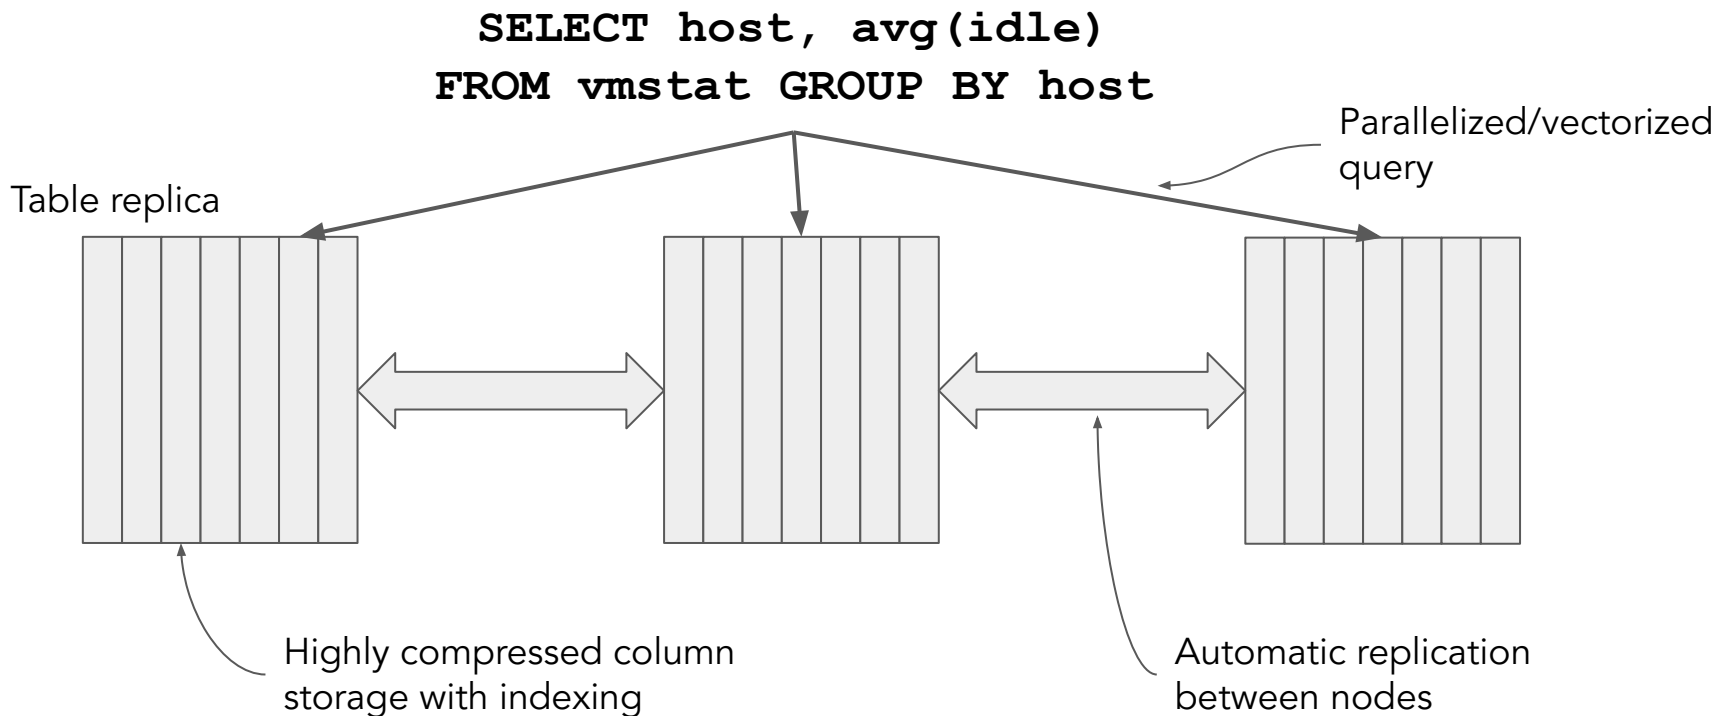 SELECT host, avg(idle)
FROM vmstat GROUP BY host
Parallelized/vectorized
query
Table replica
Highly compressed column
storage with indexing
Automatic replication
between nodes